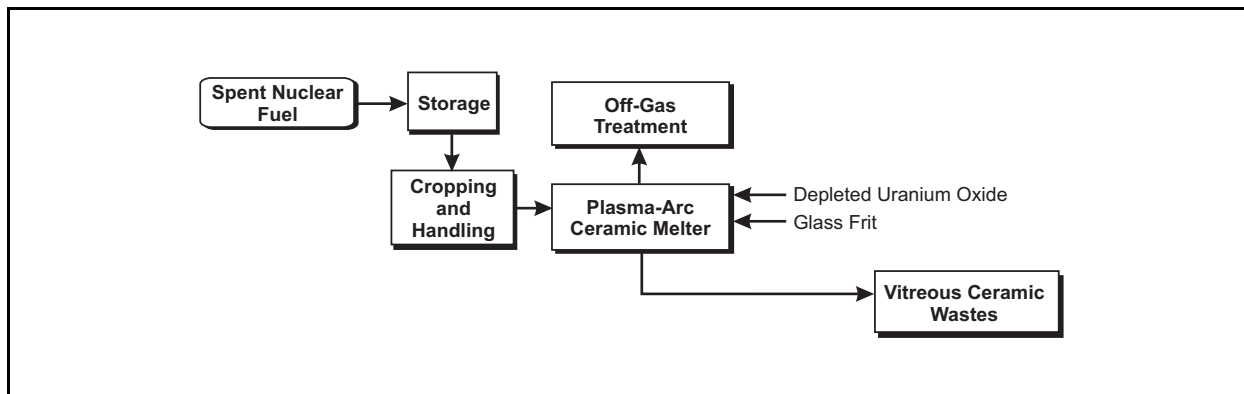 Spent Nuclear
Fuel
Storage
Off-Gas
Treatment
Cropping
and
Handling
Plasma-Arc
Ceramic Melter
Depleted Uranium Oxide
Glass Frit
Vitreous Ceramic
Wastes